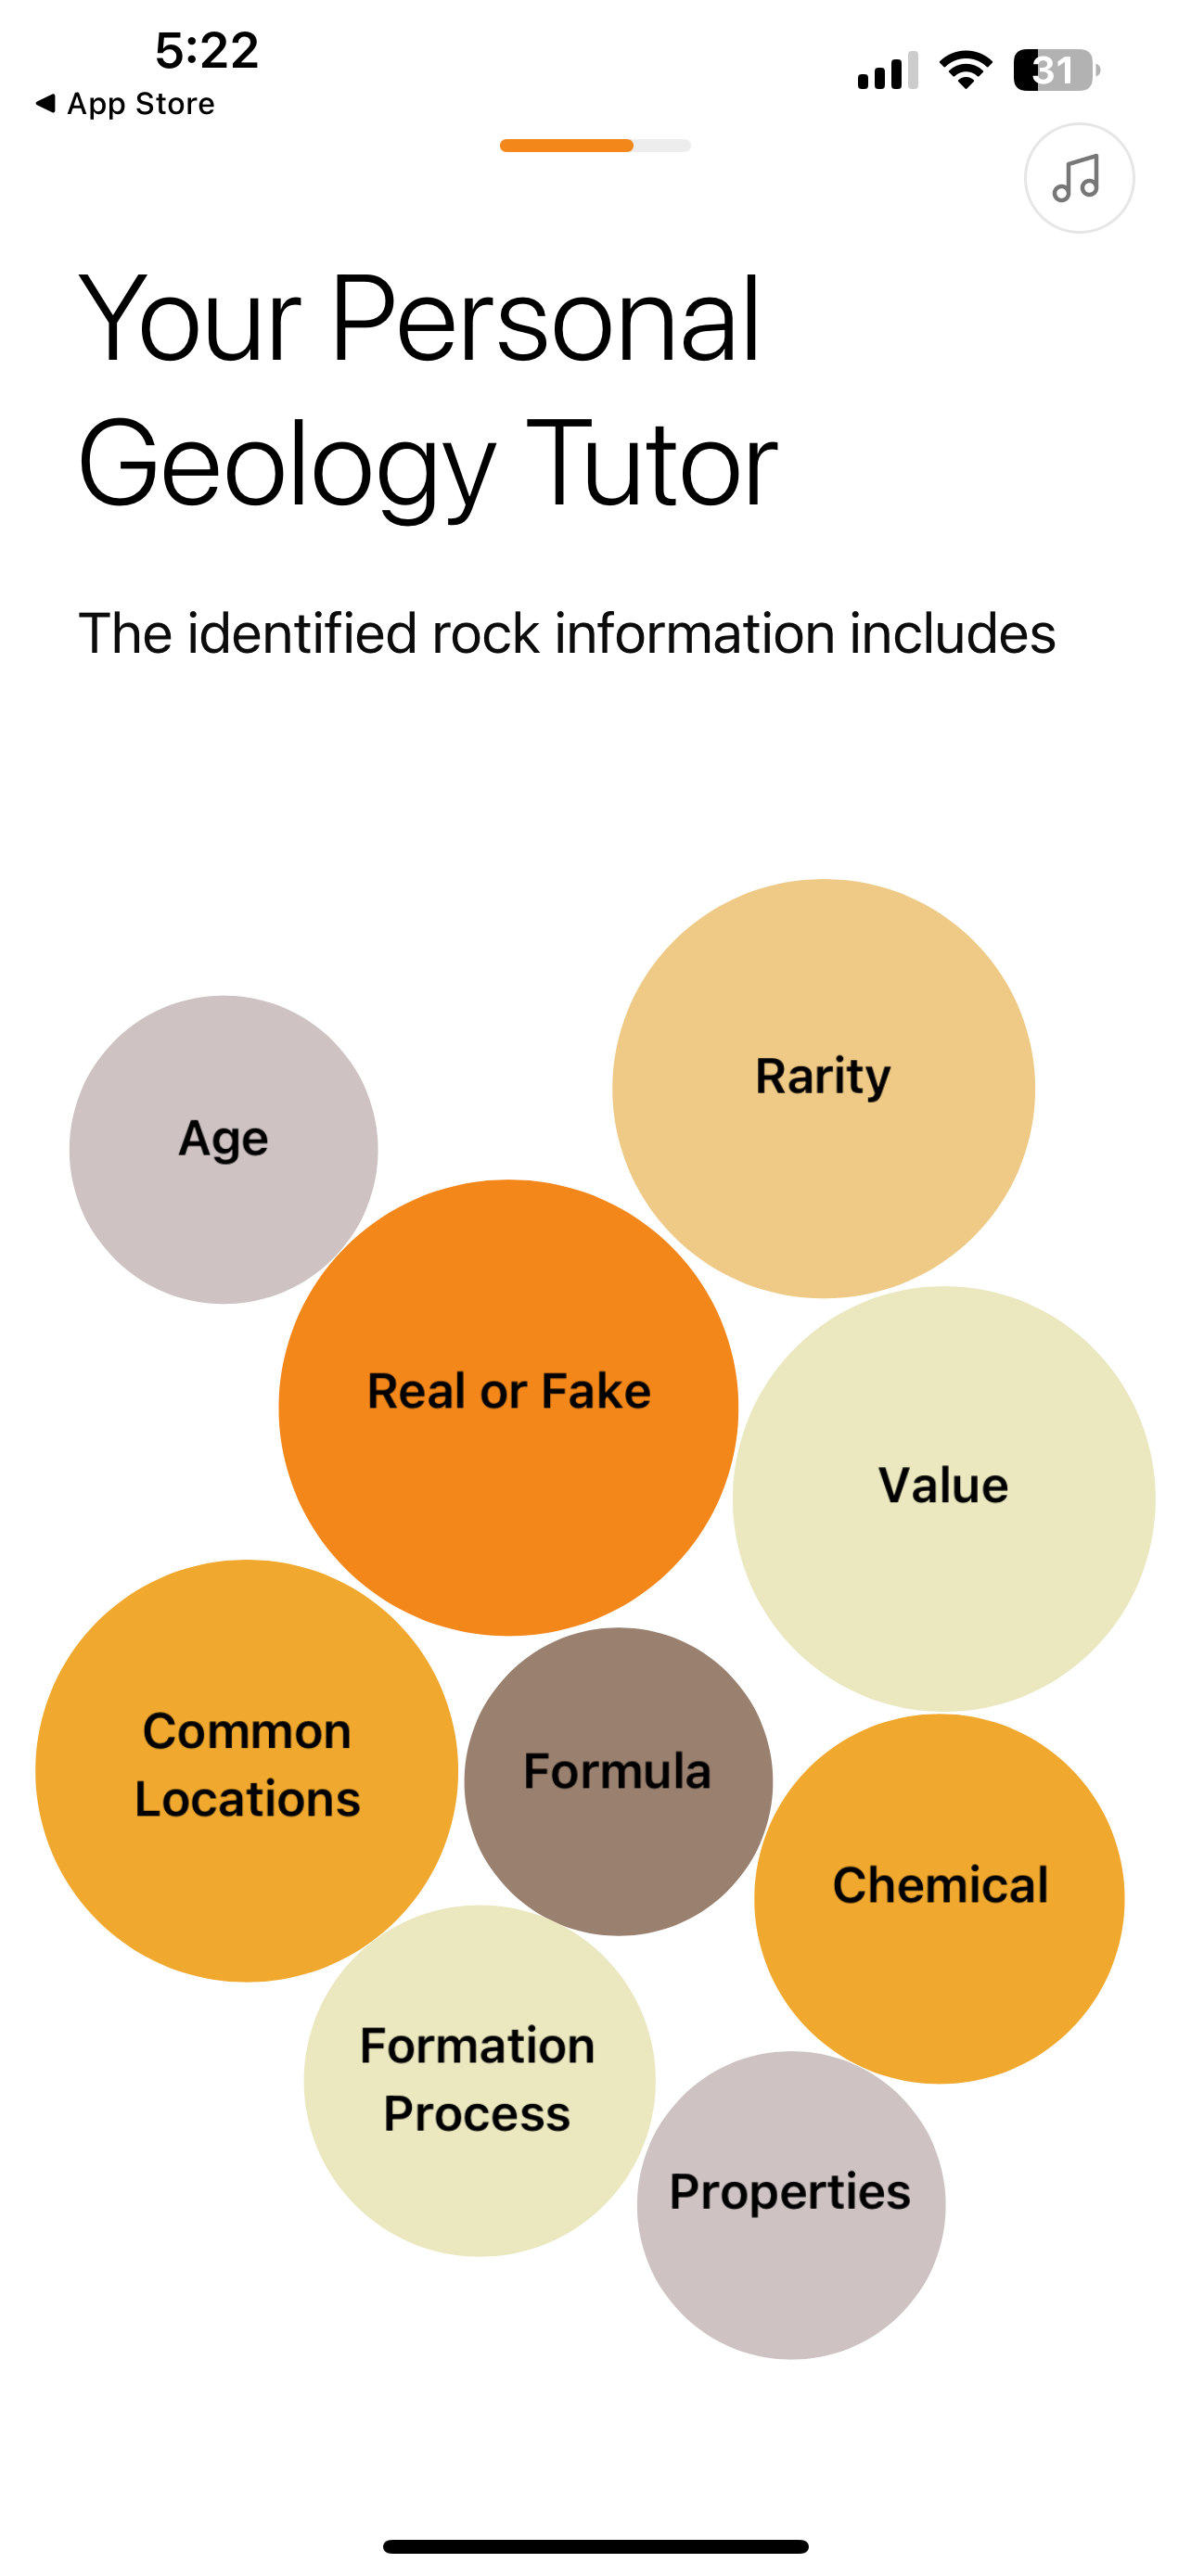 5:22
31
◀ App Store
Your Personal
Geology Tutor
The identified rock information includes
Rarity
Age
Real or Fake
Value
Common
Locations
Formula
Chemical
Formation
Process
Properties